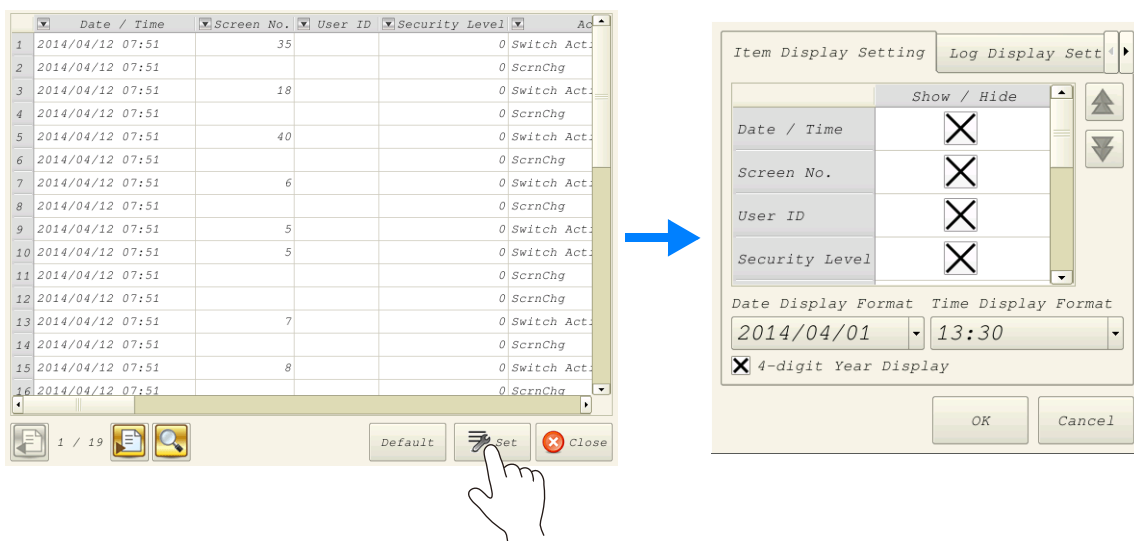 Date / Time Screen No. User ID Security Level Ac
1 2014/04/12 07:51 35 0 Switch Acti
2 2014/04/12 07:51 0 ScrnChg
3 2014/04/12 07:51 18 0 Switch Acti
4 2014/04/12 07:51 0 ScrnChg
5 2014/04/12 07:51 40 0 Switch Acti
6 2014/04/12 07:51 0 ScrnChg
7 2014/04/12 07:51 6 0 Switch Acti
8 2014/04/12 07:51 0 ScrnChg
9 2014/04/12 07:51 5 0 Switch Acti
10 2014/04/12 07:51 5 0 Switch Acti
11 2014/04/12 07:51 0 ScrnChg
12 2014/04/12 07:51 0 ScrnChg
13 2014/04/12 07:51 7 0 Switch Acti
14 2014/04/12 07:51 0 ScrnChg
15 2014/04/12 07:51 8 0 Switch Acti
16 2014/04/12 07:51 0 ScrnChg
1 / 19 Default Set Close
Item Display Setting Log Display Sett
Show / Hide
Date / Time
Screen No.
User ID
Security Level
Date Display Format Time Display Format
2014/04/01 13:30
4-digit Year Display
OK Cancel